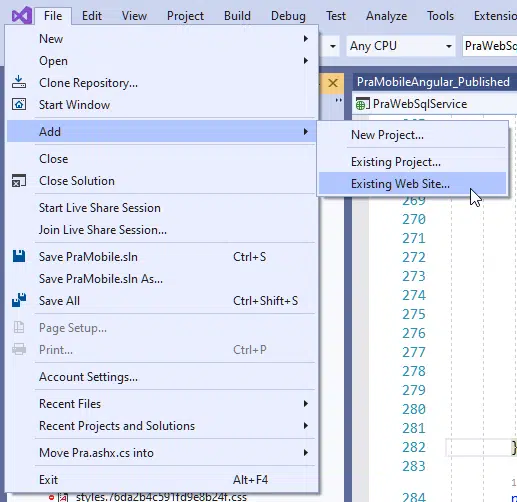 File Edit View Project Build Debug Test Analyze Tools Extensio
Any CPU PraWebSq
New
Open
Clone Repository...
Start Window
Add
Close
Close Solution
Start Live Share Session
Join Live Share Session...
Save PraMobile.sln Ctrl+S
Save PraMobile.sln As...
Save All Ctrl+Shift+S
Page Setup...
Print... Ctrl+P
Account Settings...
Recent Files
Recent Projects and Solutions
Move Pra.ashx.cs into
Exit Alt+F4
New Project...
Existing Project...
Existing Web Site...
PraMobileAngular_Published
PraWebSqlService
269
270
271
272
273
274
275
276
277
278
279
280
281
282 }
283
284
styles.76da2b4c591fd9e8b24f.css